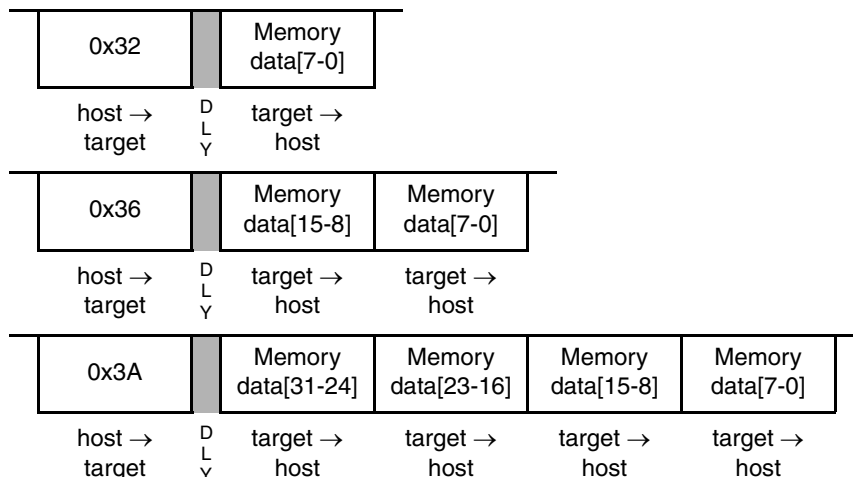 0x32 Memory
data[7-0]
host → D target →
target L host
Y
0x36 Memory Memory
data[15-8] data[7-0]
host → D target → target →
target L host host
Y
0x3A Memory Memory Memory Memory
data[31-24] data[23-16] data[15-8] data[7-0]
host → D target → target → target → target →
target L host host host host
Y